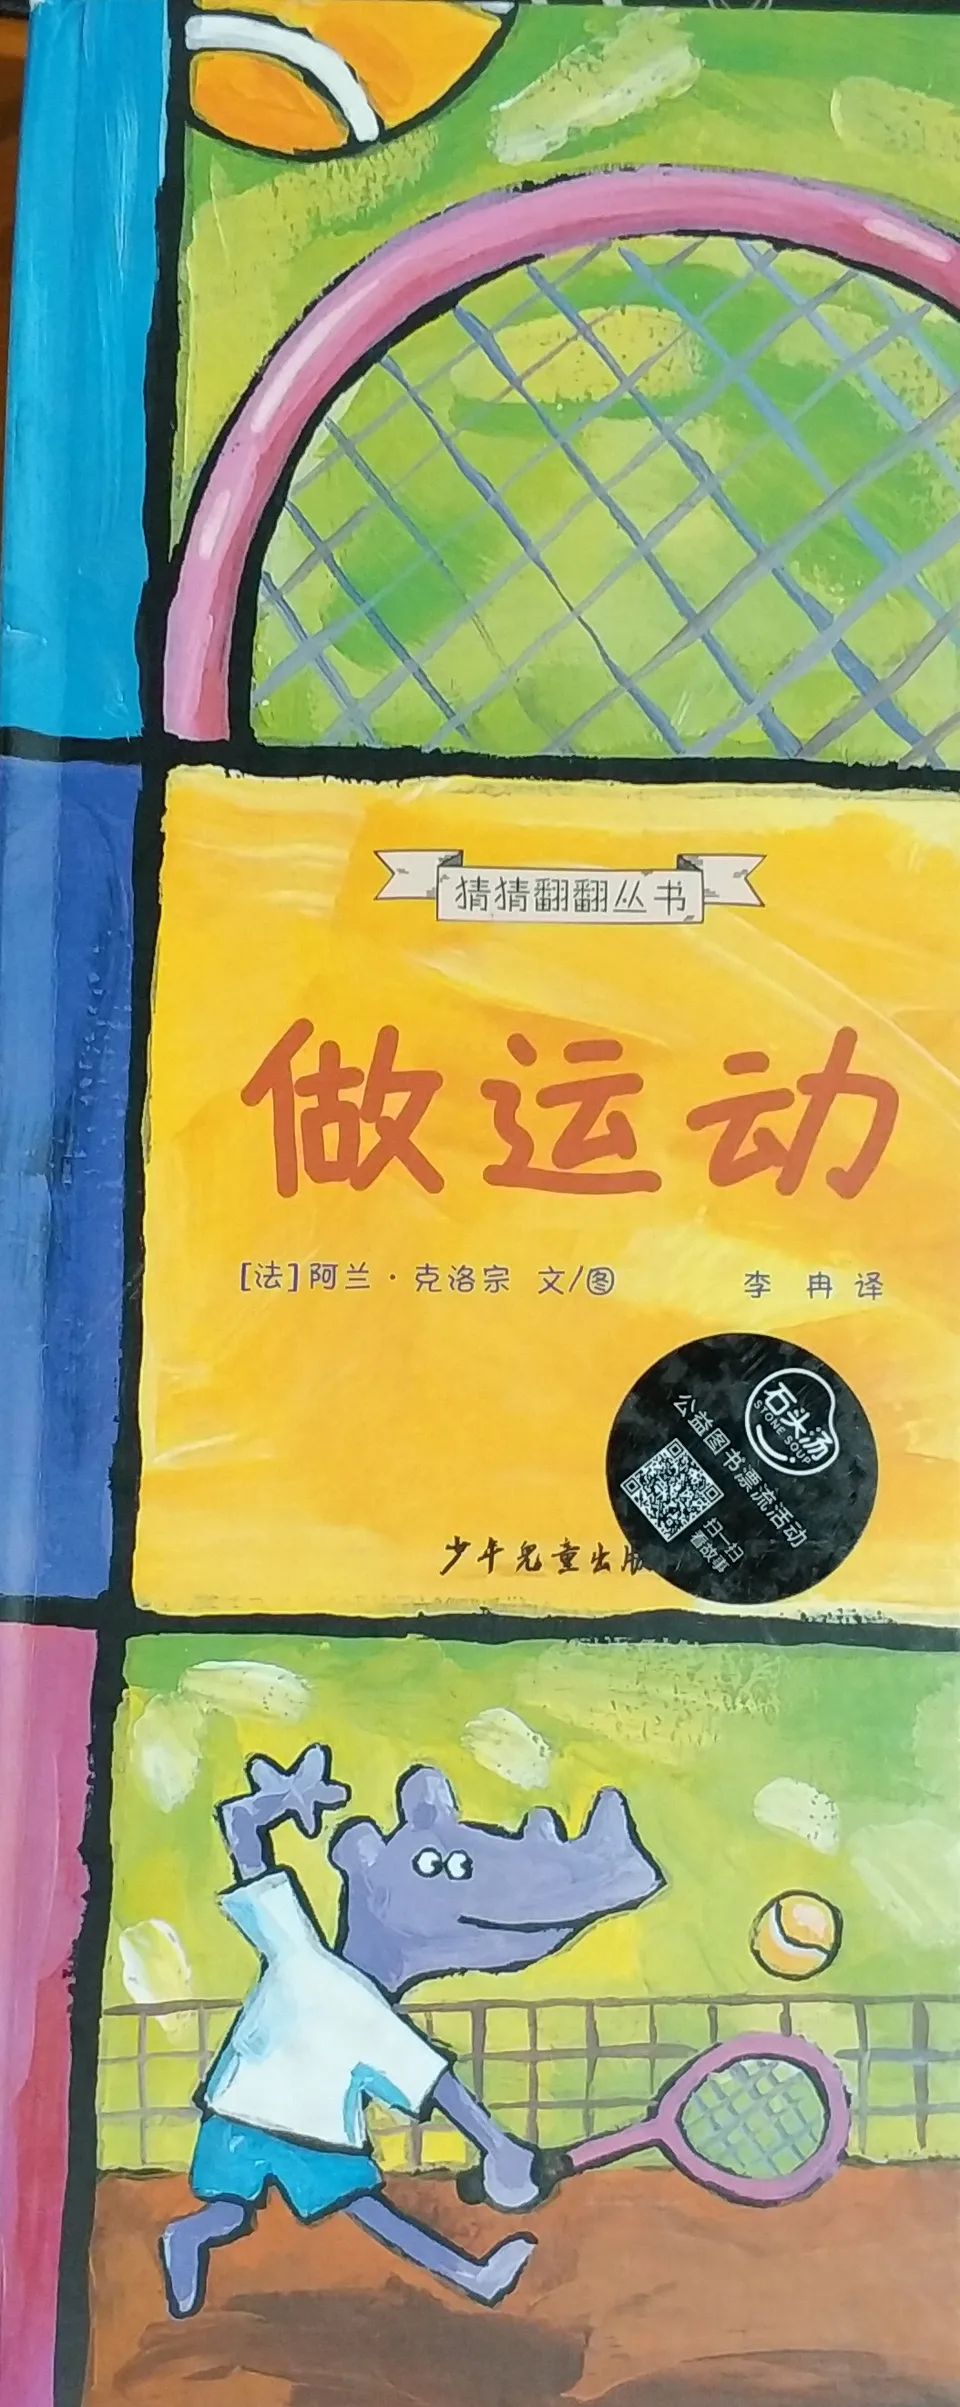 猜猜翻翻丛书
做运动
[法]阿兰·克洛宗 文/图 李冉 译
石头汤
STONE SOUP
公益图书漂流活动
扫一扫
看故事
少年儿童出版